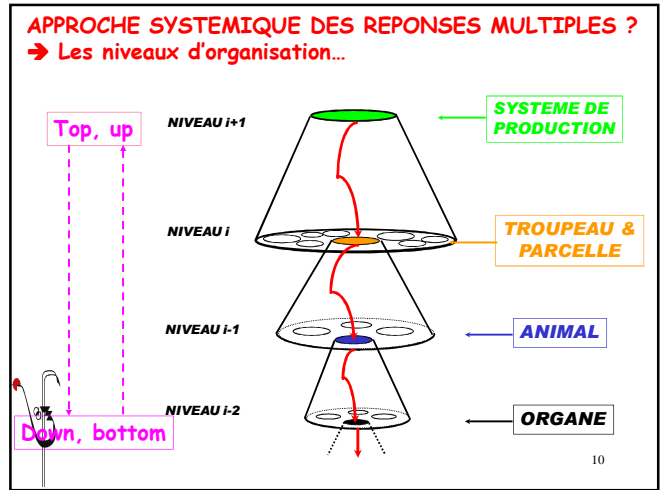 APPROCHE SYSTEMIQUE DES REPONSES MULTIPLES ?
➔ Les niveaux d'organisation…
Top, up
NIVEAU i+1
SYSTEME DE
PRODUCTION
NIVEAU i
TROUPEAU &
PARCELLE
NIVEAU i-1
ANIMAL
NIVEAU i-2
ORGANE
Down, bottom
10